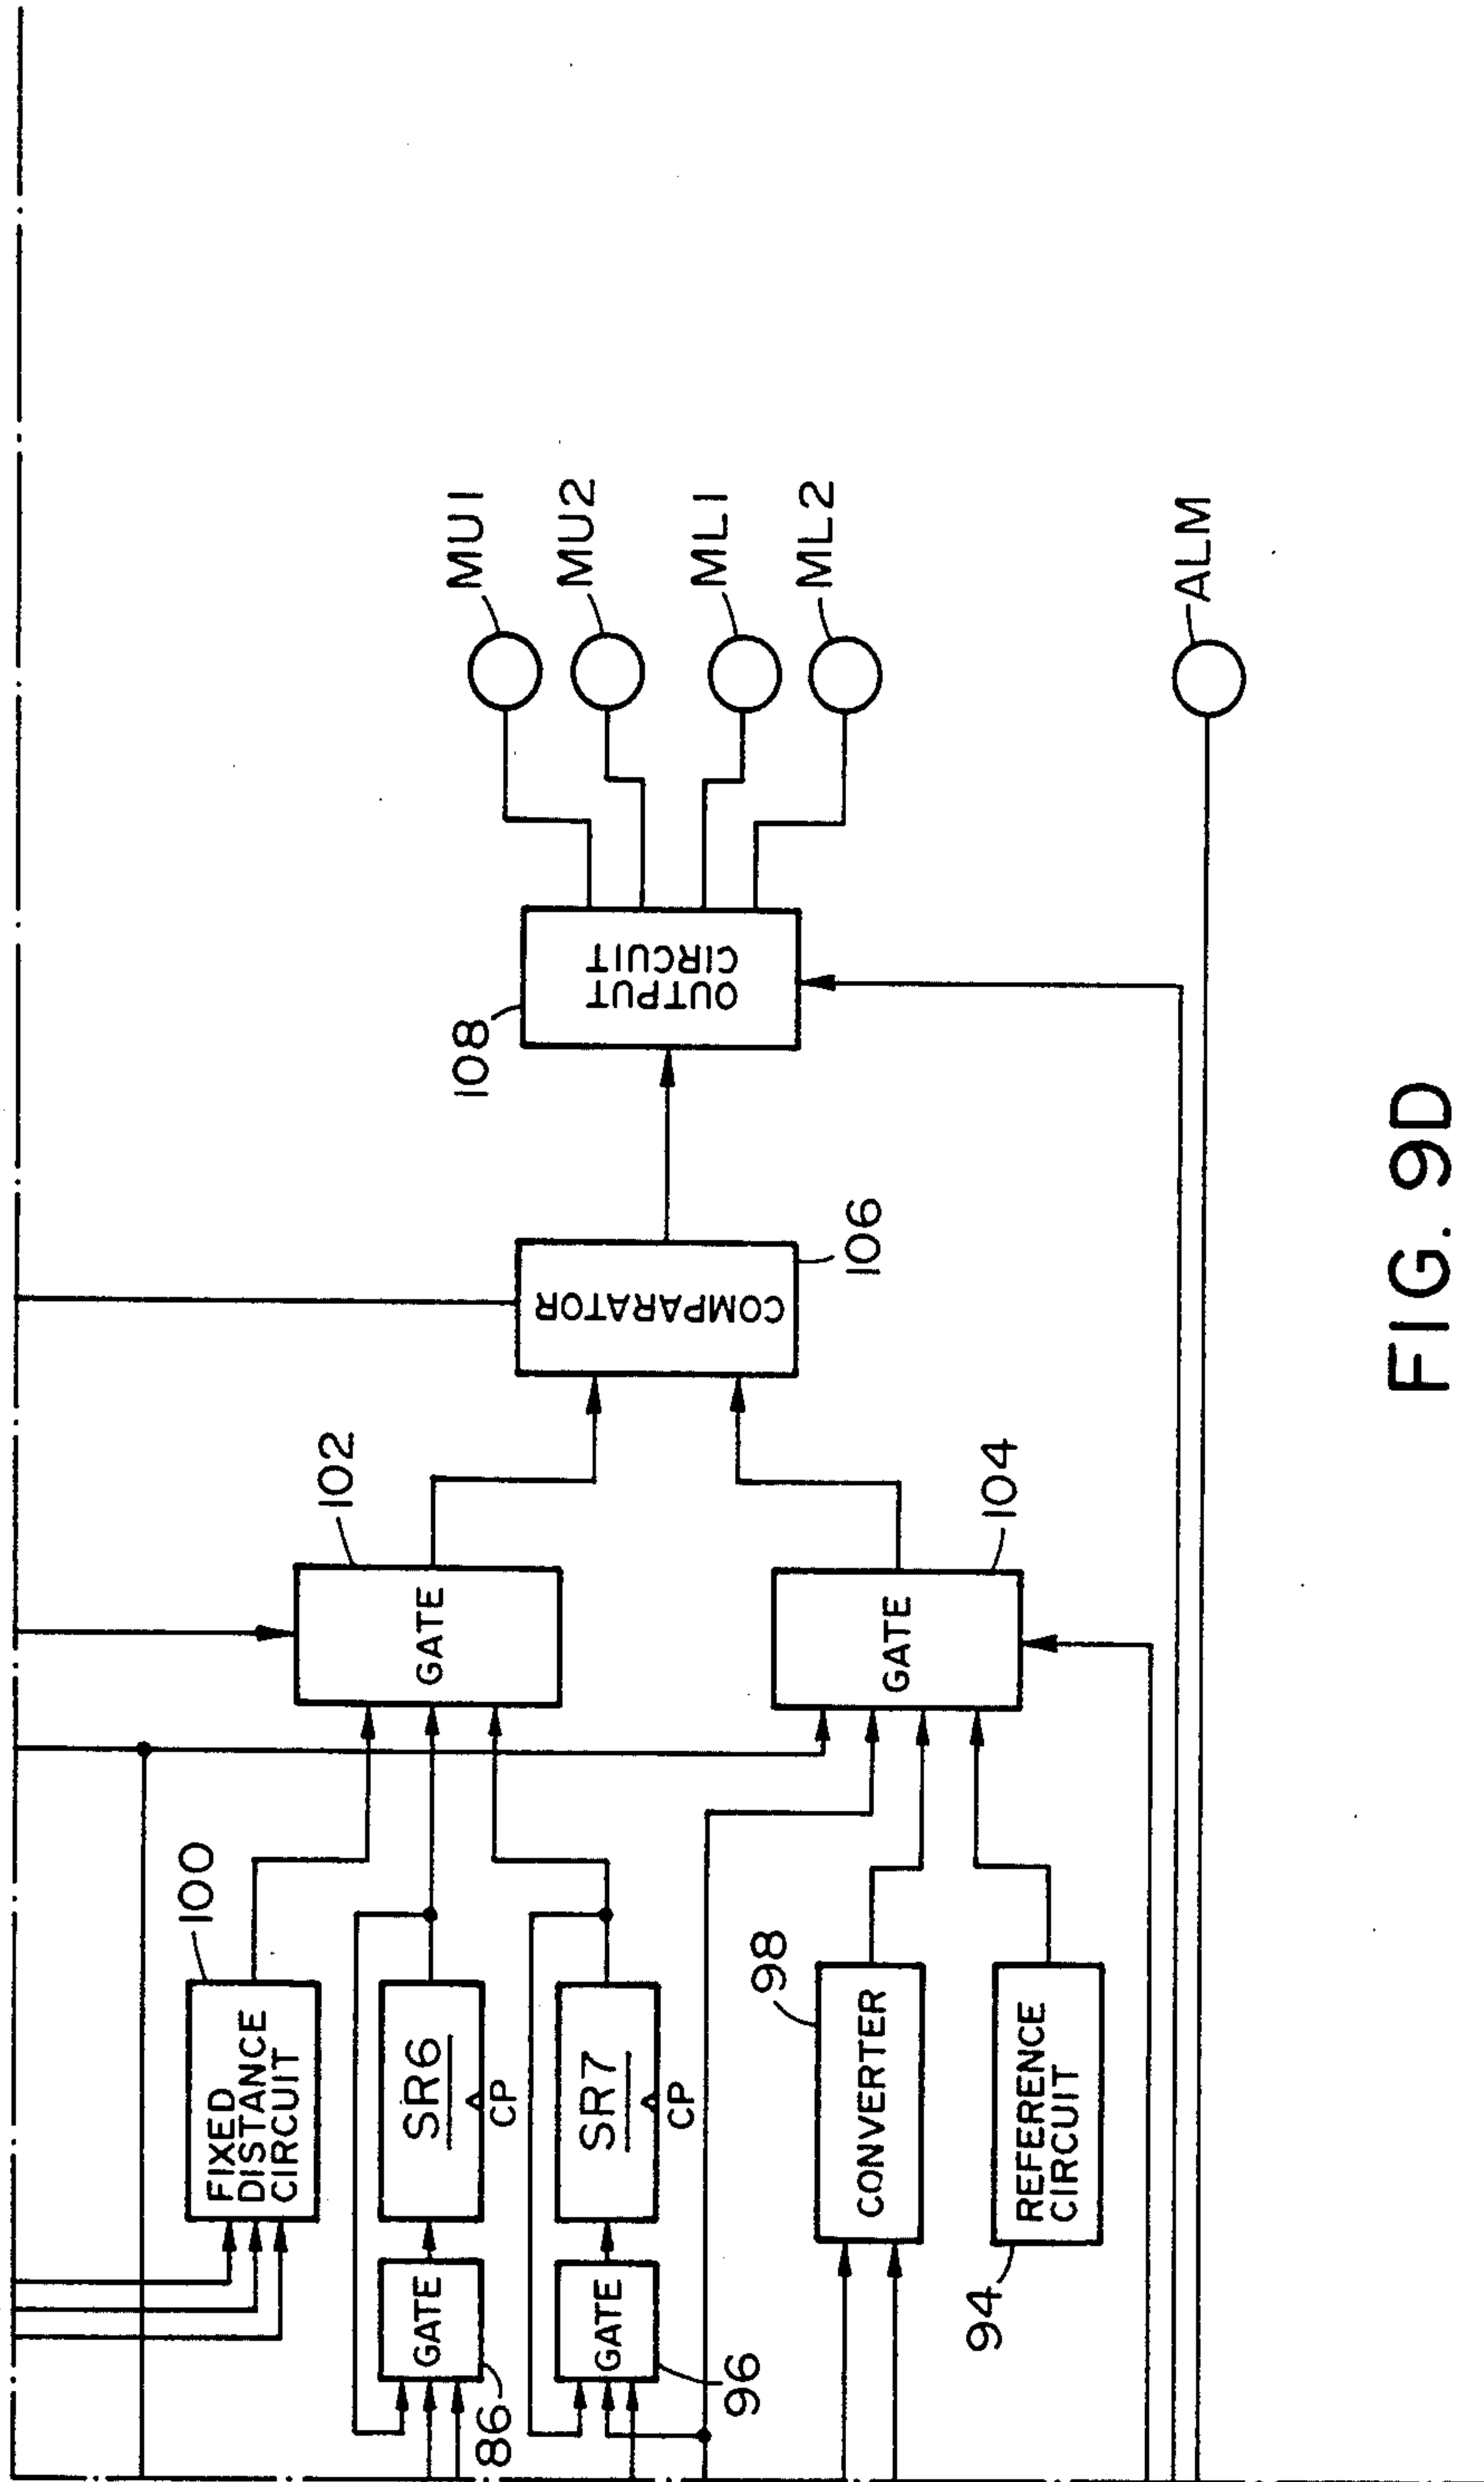 100
FIXED
DISTANCE
CIRCUIT
102
GATE
SR6
CP
GATE
86
SR7
CP
GATE
96
COMPARATOR
106
108
OUTPUT
CIRCUIT
MU1
MU2
ML1
ML2
98
CONVERTER
GATE
104
REFERENCE
CIRCUIT
94
ALM
FIG. 9D